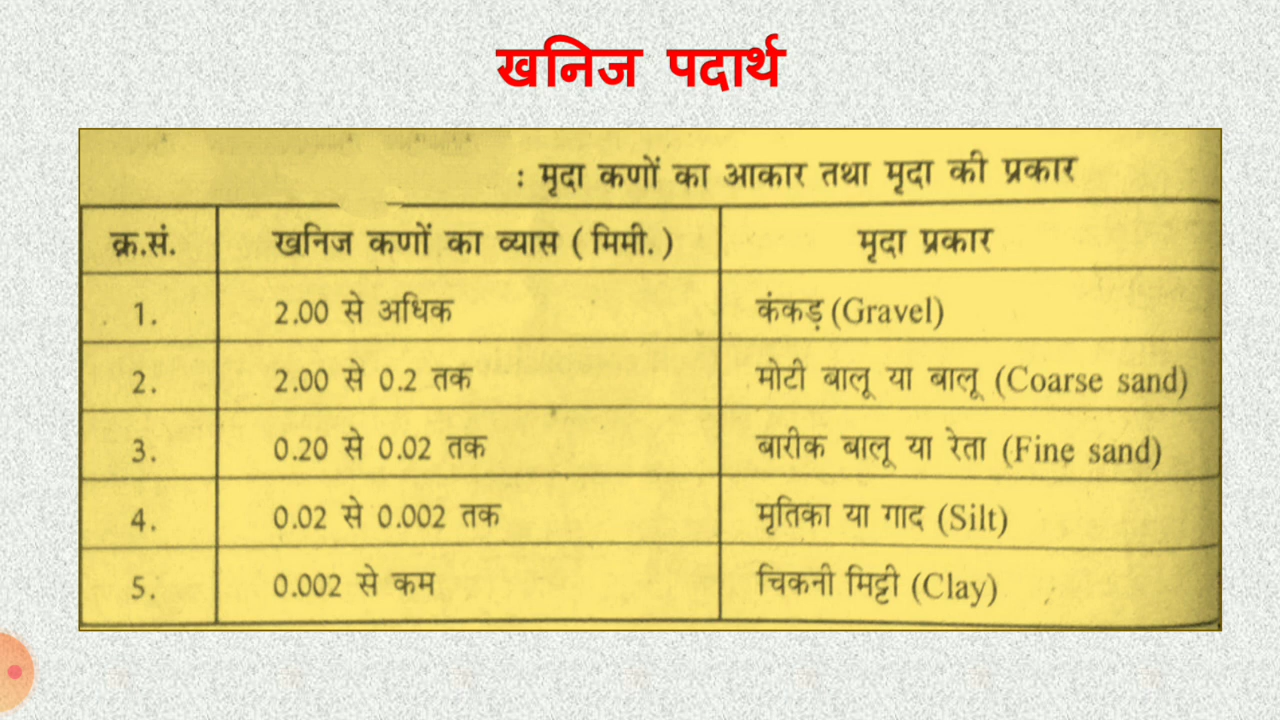 खनिज पदार्थ
: मृदा कणों का आकार तथा मृदा की प्रकार
क्र.सं. खनिज कणों का व्यास ( मिमी. ) मृदा प्रकार
1. 2.00 से अधिक कंकड़ (Gravel)
2. 2.00 से 0.2 तक मोटी बालू या बालू (Coarse sand)
3. 0.20 से 0.02 तक बारीक बालू या रेता (Fine sand)
4. 0.02 से 0.002 तक मृतिका या गाद (Silt)
5. 0.002 से कम चिकनी मिट्टी (Clay)